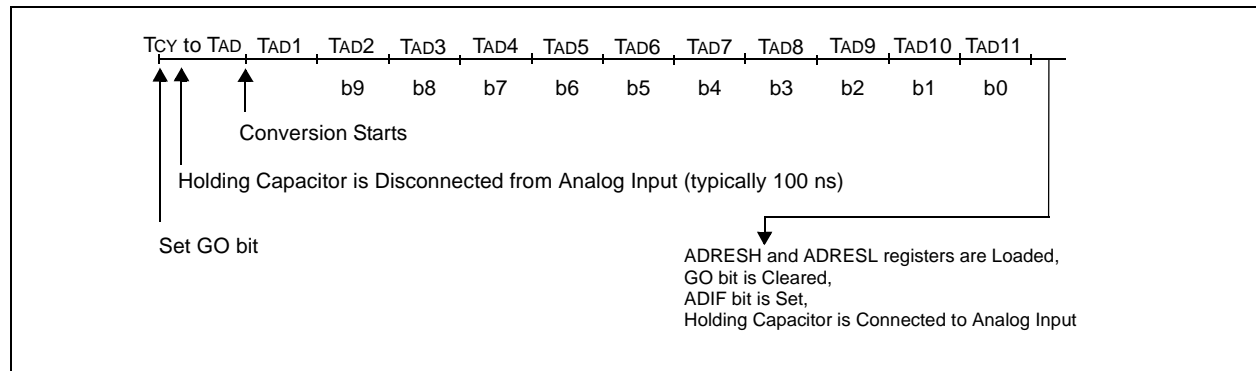 TCY to TAD TAD1 TAD2 TAD3 TAD4 TAD5 TAD6 TAD7 TAD8 TAD9 TAD10 TAD11
b9 b8 b7 b6 b5 b4 b3 b2 b1 b0
Conversion Starts
Holding Capacitor is Disconnected from Analog Input (typically 100 ns)
Set GO bit
ADRESH and ADRESL registers are Loaded,
GO bit is Cleared,
ADIF bit is Set,
Holding Capacitor is Connected to Analog Input